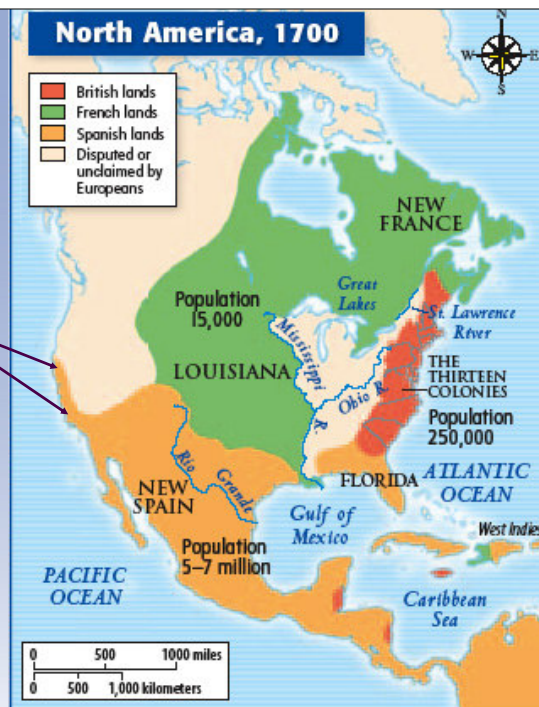 North America, 1700
N
W
E
S
British lands
French lands
Spanish lands
Disputed or
unclaimed by
Europeans
NEW
FRANCE
Great
Lakes
St. Lawrence
River
Population
15,000
Mississippi
R.
LOUISIANA
Ohio R.
THE
THIRTEEN
COLONIES
Population
250,000
Rio
Grande
NEW
SPAIN
FLORIDA
ATLANTIC
OCEAN
Gulf of
Mexico
West Indies
Population
5–7 million
PACIFIC
OCEAN
Caribbean
Sea
0 500 1000 miles
0 500 1,000 kilometers